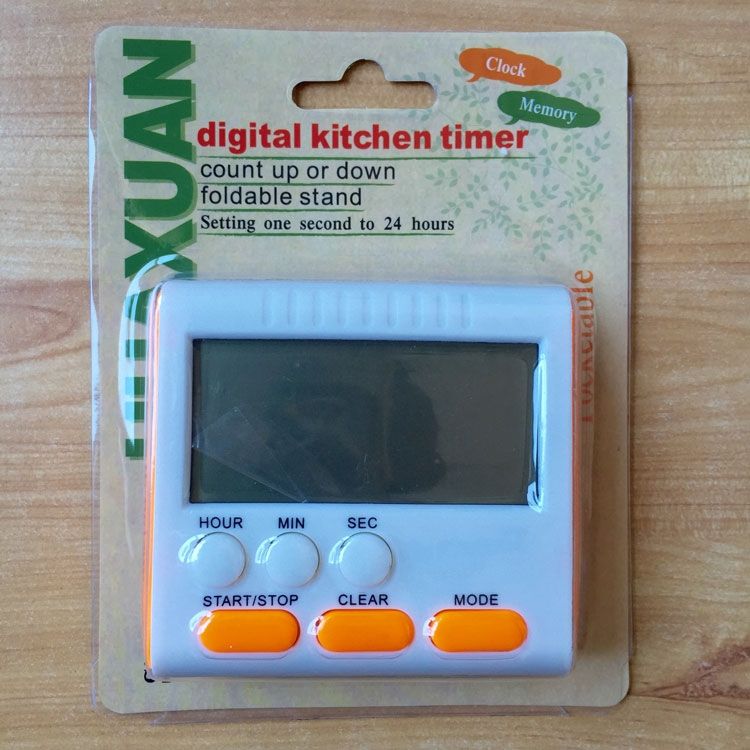 Clock
Memory
HUAXUAN
digital kitchen timer
count up or down
foldable stand
Setting one second to 24 hours
HOUR MIN SEC
START/STOP CLEAR MODE